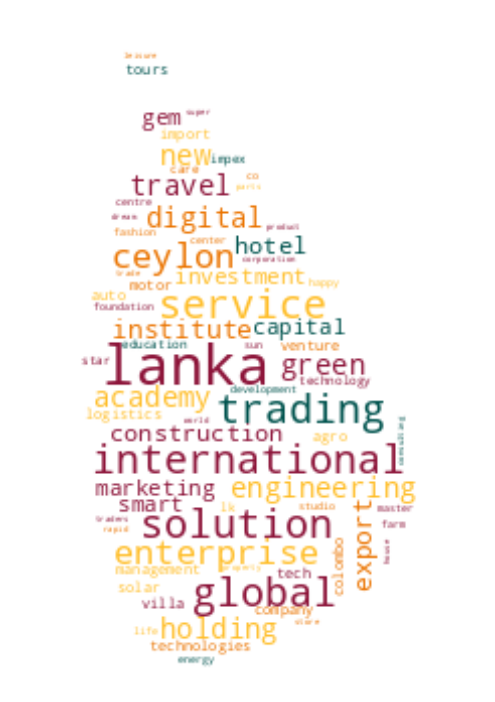 leisure
tours
gem super
import
new impex
care
travel co
paris
centre
dream digital product
fashion
center hotel
ceylon corporation
trade investment
motor happy
auto
foundation service
institute capital
education sun venture
star lanka green
technology
academy development
logistics trading
world consulting
construction agro
international
marketing engineering
smart lk studio master
traders solution export farm
rapid
enterprise colombo house
management property tech
solar global
villa company
life holding store
technologies
energy